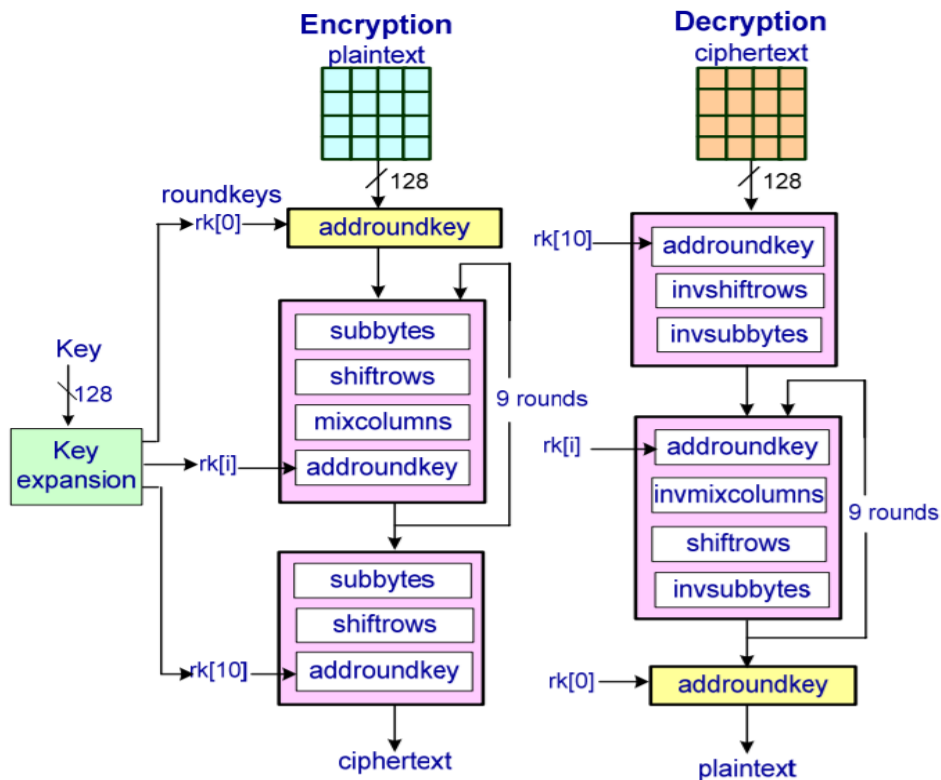 Encryption
plaintext
128
roundkeys
rk[0]
addroundkey
subbytes
shiftrows
mixcolumns
addroundkey
9 rounds
Key
128
Key
expansion
rk[i]
subbytes
shiftrows
addroundkey
rk[10]
ciphertext
Decryption
ciphertext
128
rk[10]
addroundkey
invshiftrows
invsubbytes
rk[i]
addroundkey
invmixcolumns
shiftrows
invsubbytes
9 rounds
rk[0]
addroundkey
plaintext